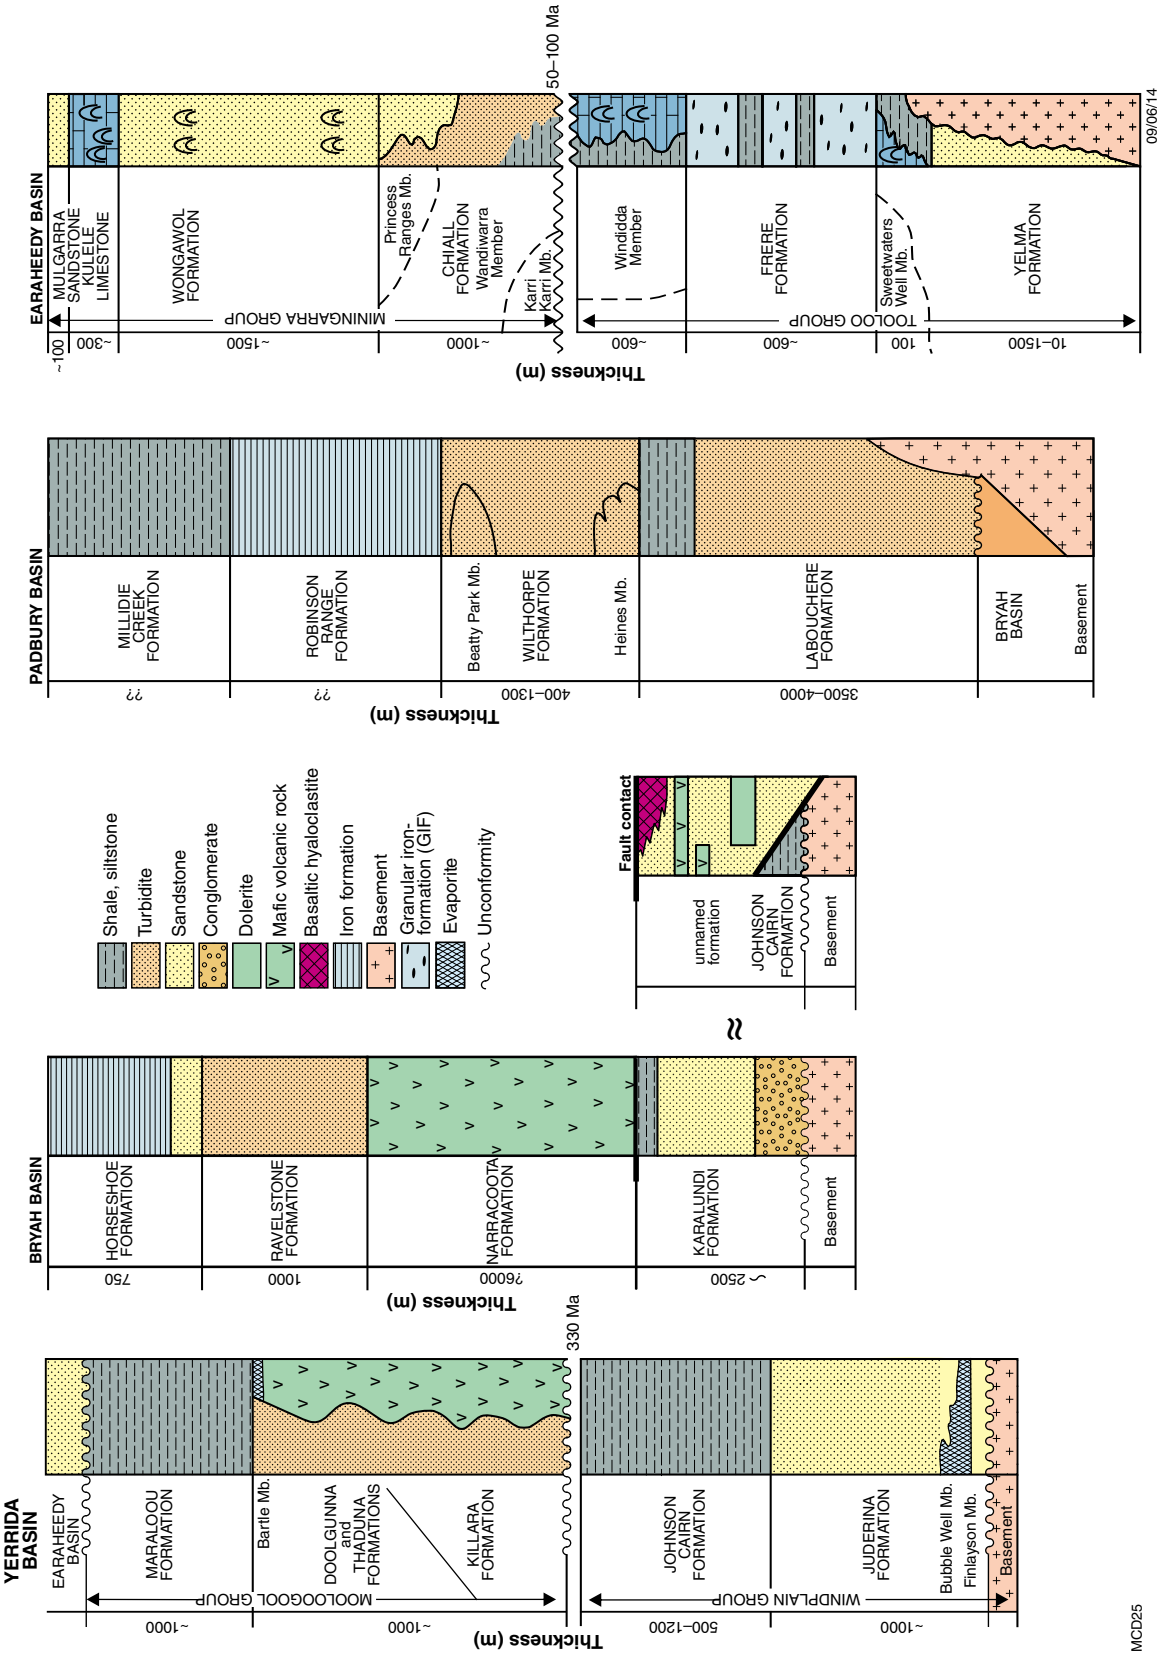 YERRIDA
BASIN
EARAHEEDY
BASIN
MARALOOU
FORMATION
Bartle Mb.
DOOLGUNNA
and
THADUNA
FORMATIONS
KILLARA
FORMATION
JOHNSON
CAIRN
FORMATION
JUDERINA
FORMATION
Bubble Well Mb.
Finlayson Mb.
Basement
MOOLOOGOOL GROUP
WINDPLAIN GROUP
~1000
~1000
500–1200
~1000
Thickness (m)
330 Ma
BRYAH BASIN
HORSESHOE
FORMATION
RAVELSTONE
FORMATION
NARRACOOTA
FORMATION
KARALUNDI
FORMATION
Basement
750
1000
?6000
~ 2500
Thickness (m)
≈
Fault contact
unnamed
formation
JOHNSON
CAIRN
FORMATION
Basement
Shale, siltstone
Turbidite
Sandstone
Conglomerate
Dolerite
Mafic volcanic rock
Basaltic hyaloclastite
Iron formation
Basement
Granular iron-
formation (GIF)
Evaporite
Unconformity
PADBURY BASIN
MILLIDIE
CREEK
FORMATION
ROBINSON
RANGE
FORMATION
Beatty Park Mb.
WILTHORPE
FORMATION
Heines Mb.
LABOUCHERE
FORMATION
BRYAH
BASIN
Basement
??
??
400–1300
3500–4000
Thickness (m)
EARAHEEDY BASIN
MULGARRA
SANDSTONE
KULELE
LIMESTONE
WONGAWOL
FORMATION
Princess
Ranges Mb.
CHIALL
FORMATION
Wandiwarra
Member
Karri
Karri Mb.
Windidda
Member
FRERE
FORMATION
Sweetwaters
Well Mb.
YELMA
FORMATION
MININGARRA GROUP
TOOLOO GROUP
~100
~300
~1500
~1000
~600
~600
100
10–1500
Thickness (m)
50–100 Ma
MCD25
09/06/14